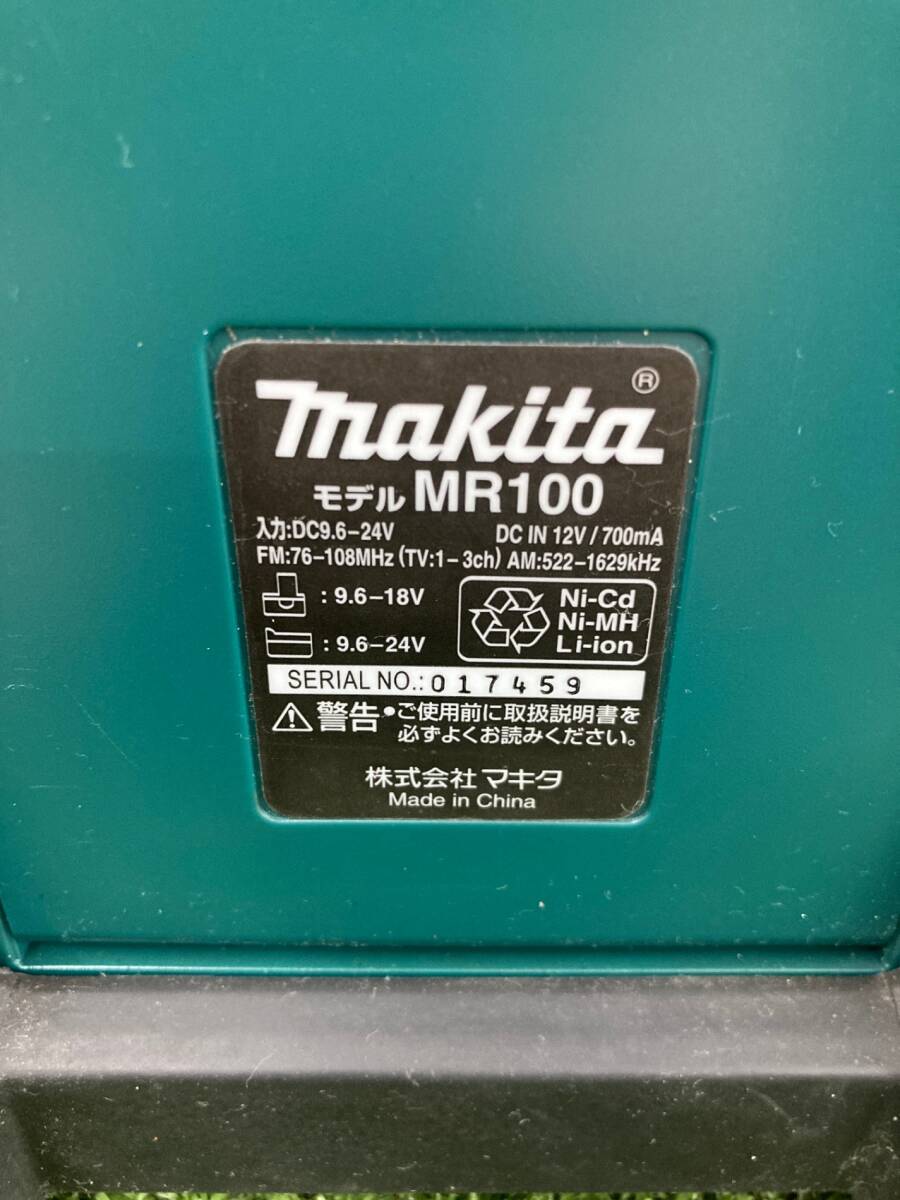 makita®
モデル MR100
入力:DC9.6-24V DC IN 12V / 700mA
FM:76-108MHz (TV:1-3ch) AM:522-1629kHz
: 9.6-18V
: 9.6-24V
Ni-Cd
Ni-MH
Li-ion
SERIAL NO.: 017459
警告•ご使用前に取扱説明書を
必ずよくお読みください。
株式会社 マキタ
Made in China